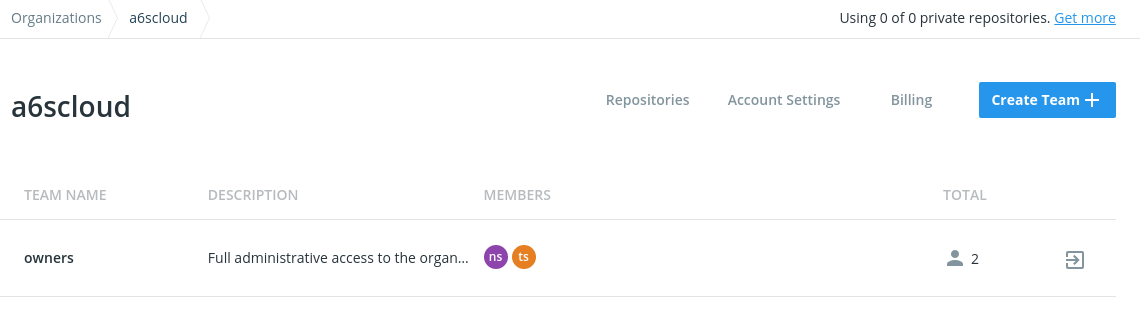 Organizations a6scloud Using 0 of 0 private repositories. Get more
a6scloud Repositories Account Settings Billing Create Team
TEAM NAME DESCRIPTION MEMBERS TOTAL
owners Full administrative access to the organ... ns ts 2